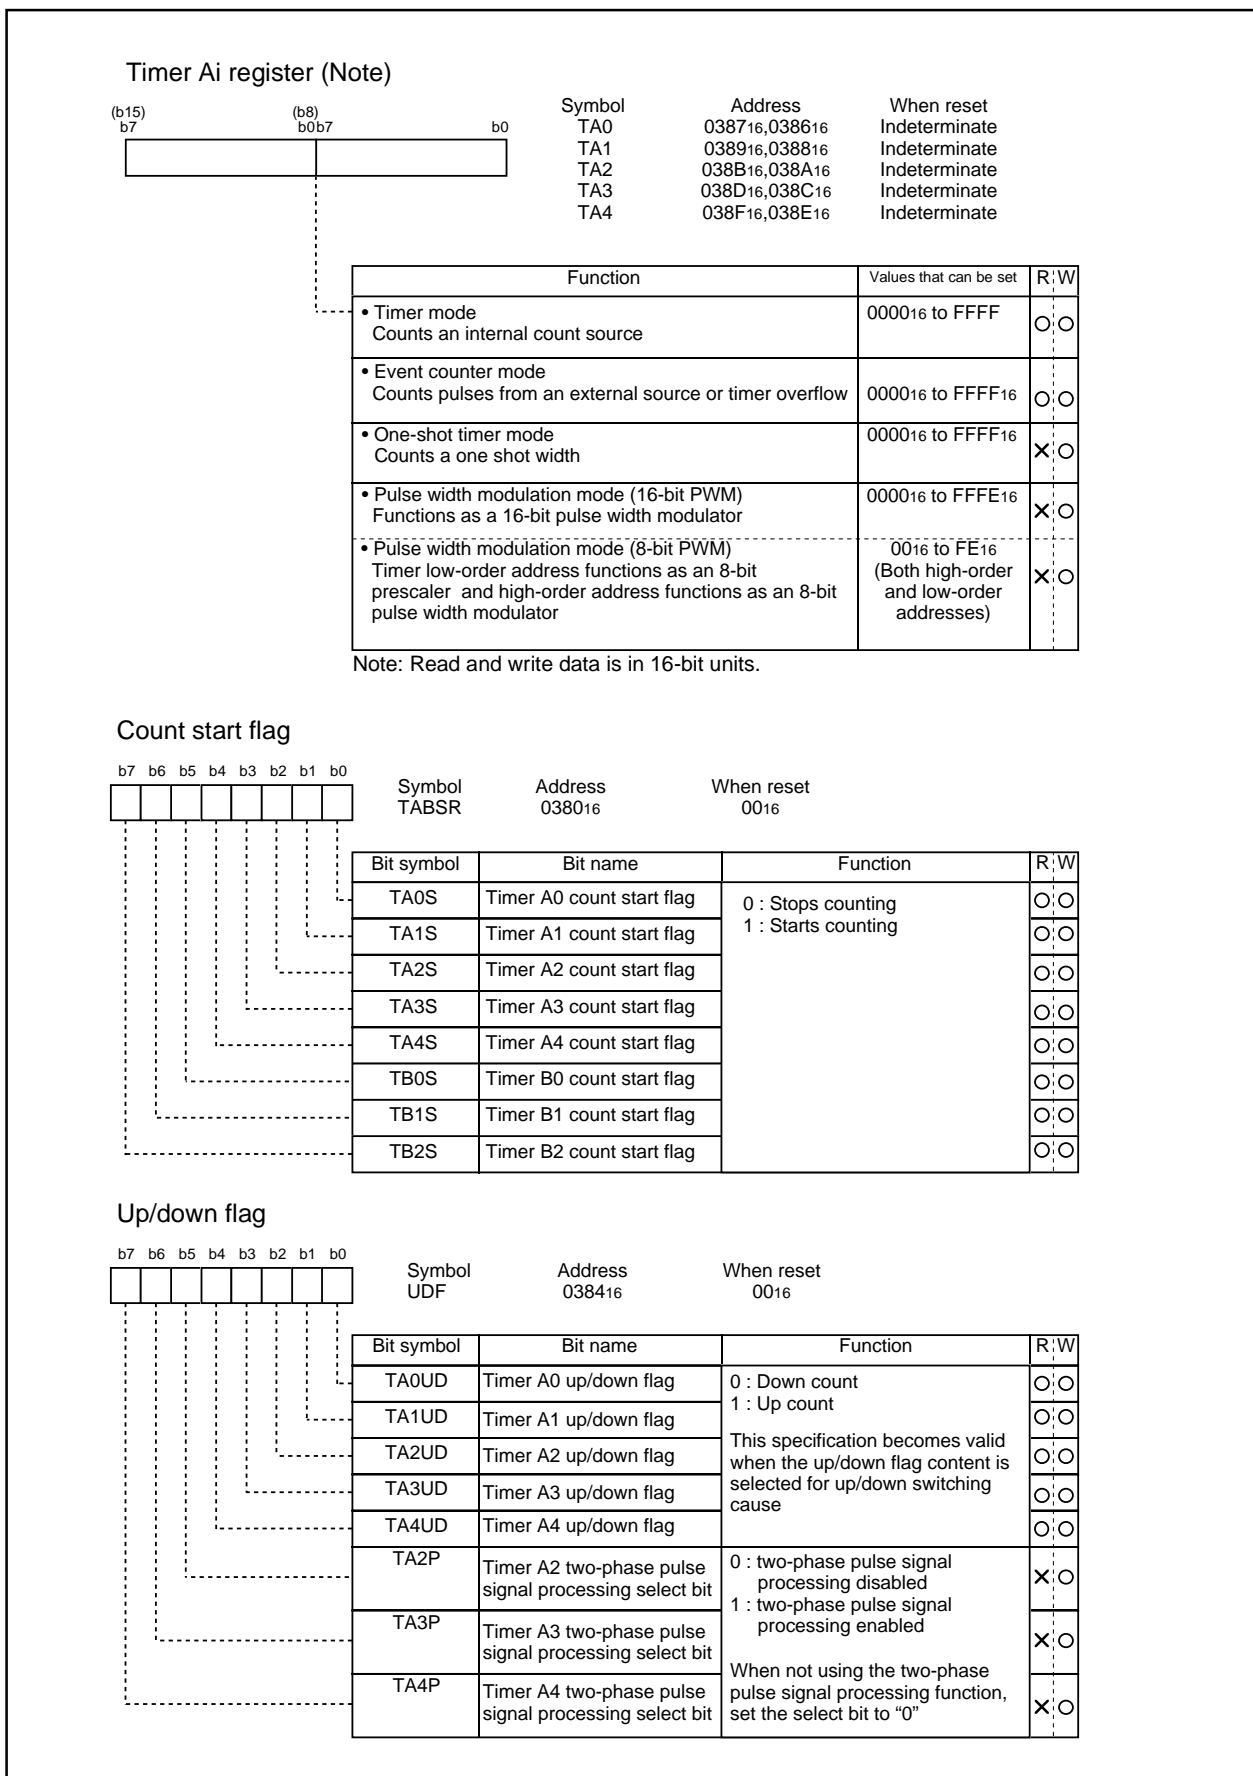 Timer Ai register (Note)
(b15) (b8)
b7 b0 b7 b0
Symbol Address When reset
TA0 038716,038616 Indeterminate
TA1 038916,038816 Indeterminate
TA2 038B16,038A16 Indeterminate
TA3 038D16,038C16 Indeterminate
TA4 038F16,038E16 Indeterminate
Function Values that can be set R W
• Timer mode 000016 to FFFF
Counts an internal count source
• Event counter mode
Counts pulses from an external source or timer overflow 000016 to FFFF16
• One-shot timer mode 000016 to FFFF16
Counts a one shot width
• Pulse width modulation mode (16-bit PWM) 000016 to FFFE16
Functions as a 16-bit pulse width modulator
• Pulse width modulation mode (8-bit PWM) 0016 to FE16
Timer low-order address functions as an 8-bit (Both high-order
prescaler and high-order address functions as an 8-bit and low-order
pulse width modulator addresses)
Note: Read and write data is in 16-bit units.
Count start flag
b7 b6 b5 b4 b3 b2 b1 b0
Symbol Address When reset
TABSR 038016 0016
Bit symbol Bit name Function R W
TA0S Timer A0 count start flag 0 : Stops counting
TA1S Timer A1 count start flag 1 : Starts counting
TA2S Timer A2 count start flag
TA3S Timer A3 count start flag
TA4S Timer A4 count start flag
TB0S Timer B0 count start flag
TB1S Timer B1 count start flag
TB2S Timer B2 count start flag
Up/down flag
b7 b6 b5 b4 b3 b2 b1 b0
Symbol Address When reset
UDF 038416 0016
Bit symbol Bit name Function R W
TA0UD Timer A0 up/down flag 0 : Down count
1 : Up count
TA1UD Timer A1 up/down flag
This specification becomes valid
TA2UD Timer A2 up/down flag when the up/down flag content is
selected for up/down switching
TA3UD Timer A3 up/down flag cause
TA4UD Timer A4 up/down flag
TA2P Timer A2 two-phase pulse 0 : two-phase pulse signal
signal processing select bit processing disabled
1 : two-phase pulse signal
TA3P Timer A3 two-phase pulse processing enabled
signal processing select bit
When not using the two-phase
TA4P Timer A4 two-phase pulse pulse signal processing function,
signal processing select bit set the select bit to “0”